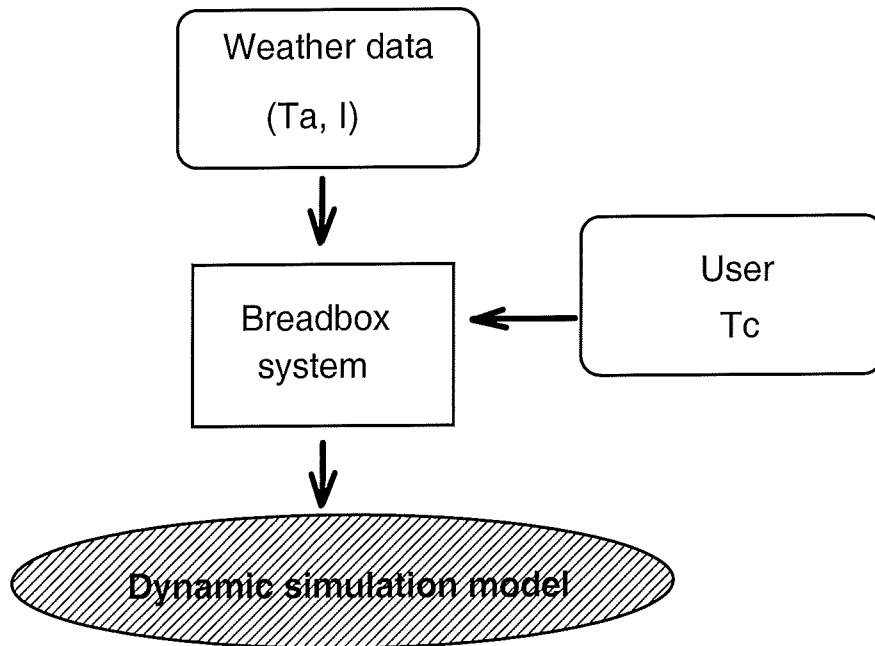 Weather data
(Ta, I)
User
Tc
Breadbox
system
Dynamic simulation model